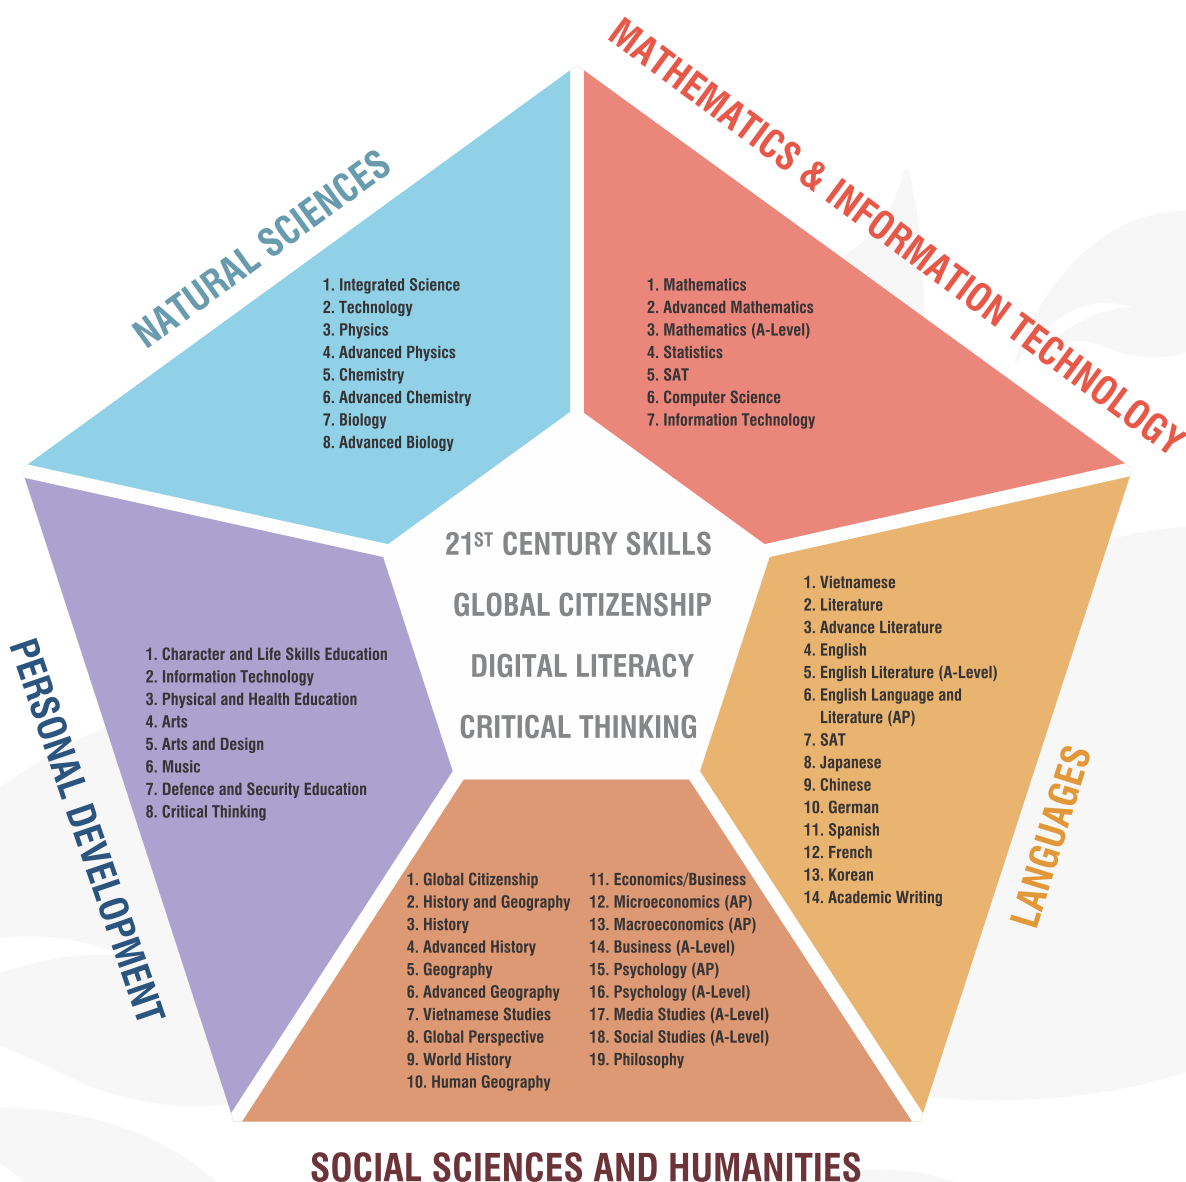 MATHEMATICS & INFORMATION TECHNOLOGY
NATURAL SCIENCES
1. Integrated Science
2. Technology
3. Physics
4. Advanced Physics
5. Chemistry
6. Advanced Chemistry
7. Biology
8. Advanced Biology
1. Mathematics
2. Advanced Mathematics
3. Mathematics (A-Level)
4. Statistics
5. SAT
6. Computer Science
7. Information Technology
21ST CENTURY SKILLS
GLOBAL CITIZENSHIP
DIGITAL LITERACY
CRITICAL THINKING
PERSONAL DEVELOPMENT
1. Character and Life Skills Education
2. Information Technology
3. Physical and Health Education
4. Arts
5. Arts and Design
6. Music
7. Defence and Security Education
8. Critical Thinking
1. Vietnamese
2. Literature
3. Advance Literature
4. English
5. English Literature (A-Level)
6. English Language and
Literature (AP)
7. SAT
8. Japanese
9. Chinese
10. German
11. Spanish
12. French
13. Korean
14. Academic Writing
LANGUAGES
1. Global Citizenship
2. History and Geography
3. History
4. Advanced History
5. Geography
6. Advanced Geography
7. Vietnamese Studies
8. Global Perspective
9. World History
10. Human Geography
11. Economics/Business
12. Microeconomics (AP)
13. Macroeconomics (AP)
14. Business (A-Level)
15. Psychology (AP)
16. Psychology (A-Level)
17. Media Studies (A-Level)
18. Social Studies (A-Level)
19. Philosophy
SOCIAL SCIENCES AND HUMANITIES